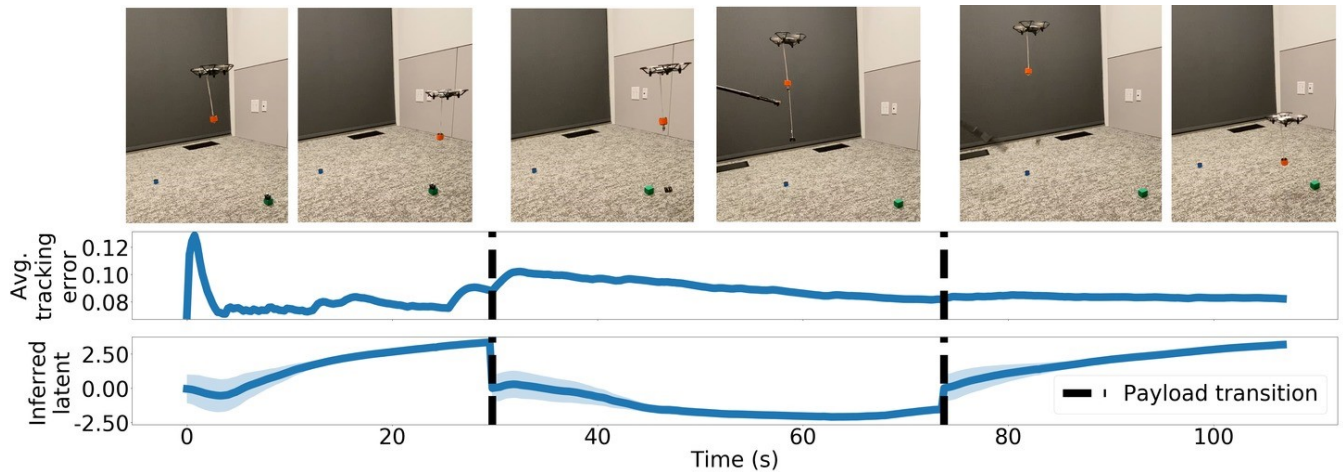 Avg.
tracking
error
0.12
0.10
0.08
Inferred
latent
2.50
0.00
-2.50
Payload transition
0
20
40
60
80
100
Time (s)